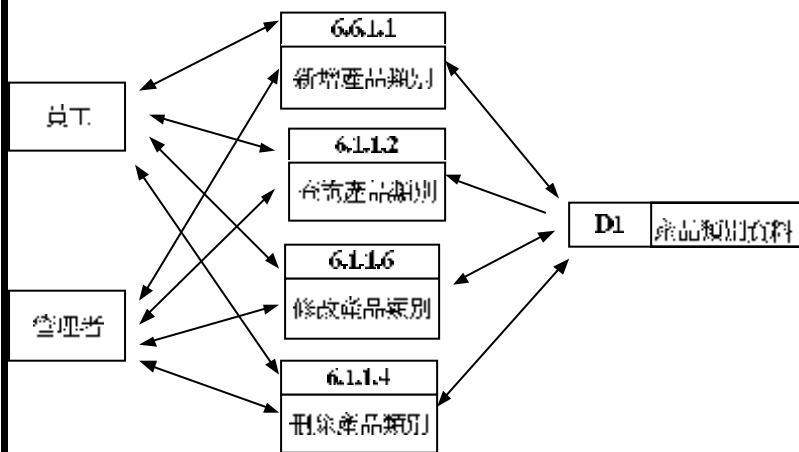 6.6.1.1
新增產品類別
員工
6.1.1.2
查詢產品類別
D1
產品類別資料
6.1.1.6
修改產品類別
管理者
6.1.1.4
刪除產品類別